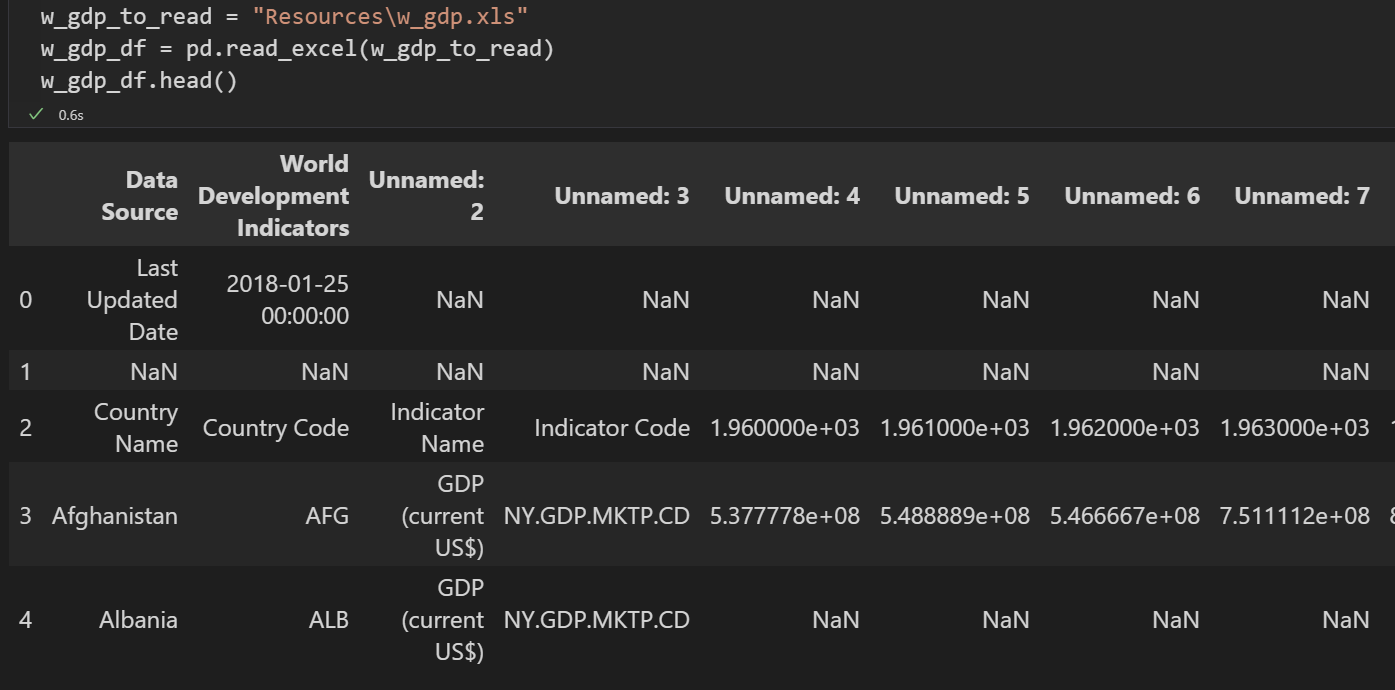 w_gdp_to_read = "Resources\w_gdp.xls"
w_gdp_df = pd.read_excel(w_gdp_to_read)
w_gdp_df.head()
✓ 0.6s
Data Source World Development Indicators Unnamed: 2 Unnamed: 3 Unnamed: 4 Unnamed: 5 Unnamed: 6 Unnamed: 7
0 Last Updated Date 2018-01-25 00:00:00 NaN NaN NaN NaN NaN NaN
1 NaN NaN NaN NaN NaN NaN NaN NaN
2 Country Name Country Code Indicator Name Indicator Code 1.960000e+03 1.961000e+03 1.962000e+03 1.963000e+03
3 Afghanistan AFG GDP (current US$) NY.GDP.MKTP.CD 5.377778e+08 5.488889e+08 5.466667e+08 7.511112e+08
4 Albania ALB GDP (current US$) NY.GDP.MKTP.CD NaN NaN NaN NaN